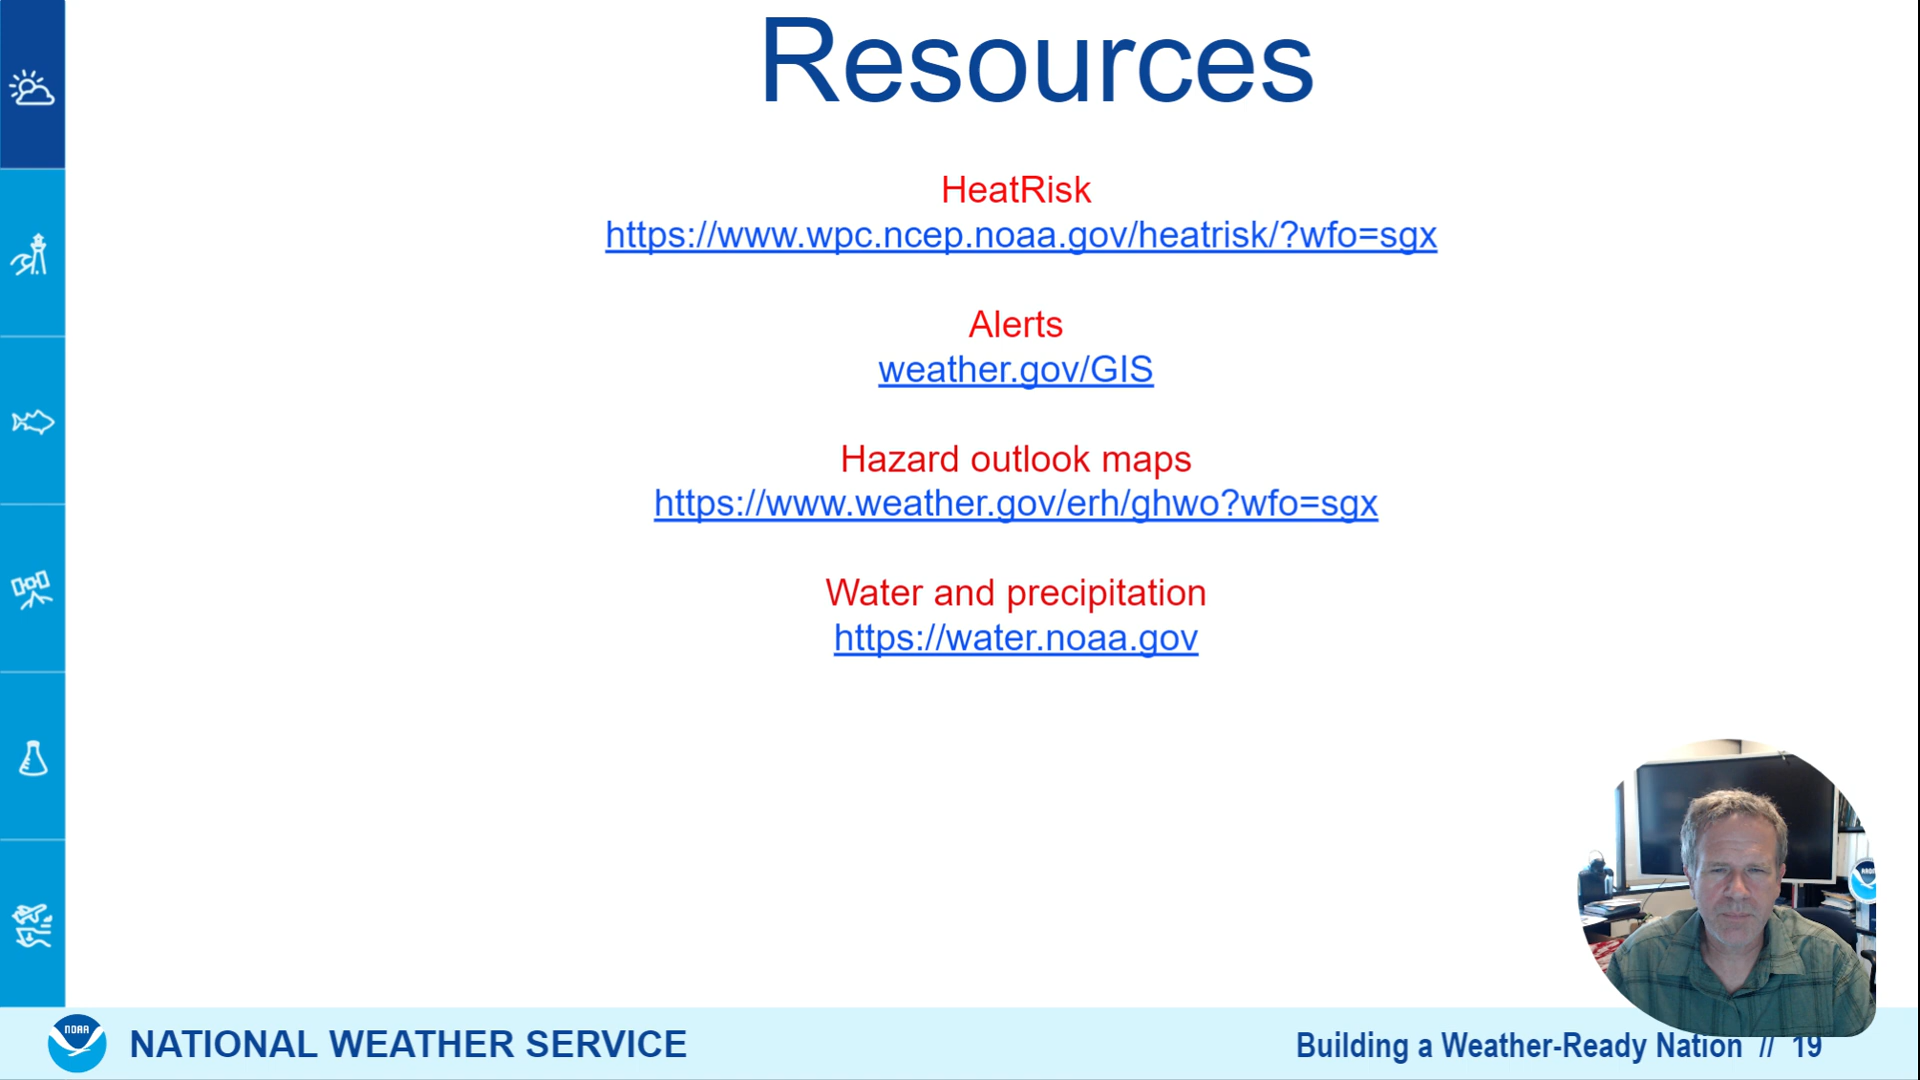 Resources
HeatRisk
https://www.wpc.ncep.noaa.gov/heatrisk/?wfo=sgx
Alerts
weather.gov/GIS
Hazard outlook maps
https://www.weather.gov/erh/ghwo?wfo=sgx
Water and precipitation
https://water.noaa.gov
NOAA
NATIONAL WEATHER SERVICE
Building a Weather-Ready Nation // 19